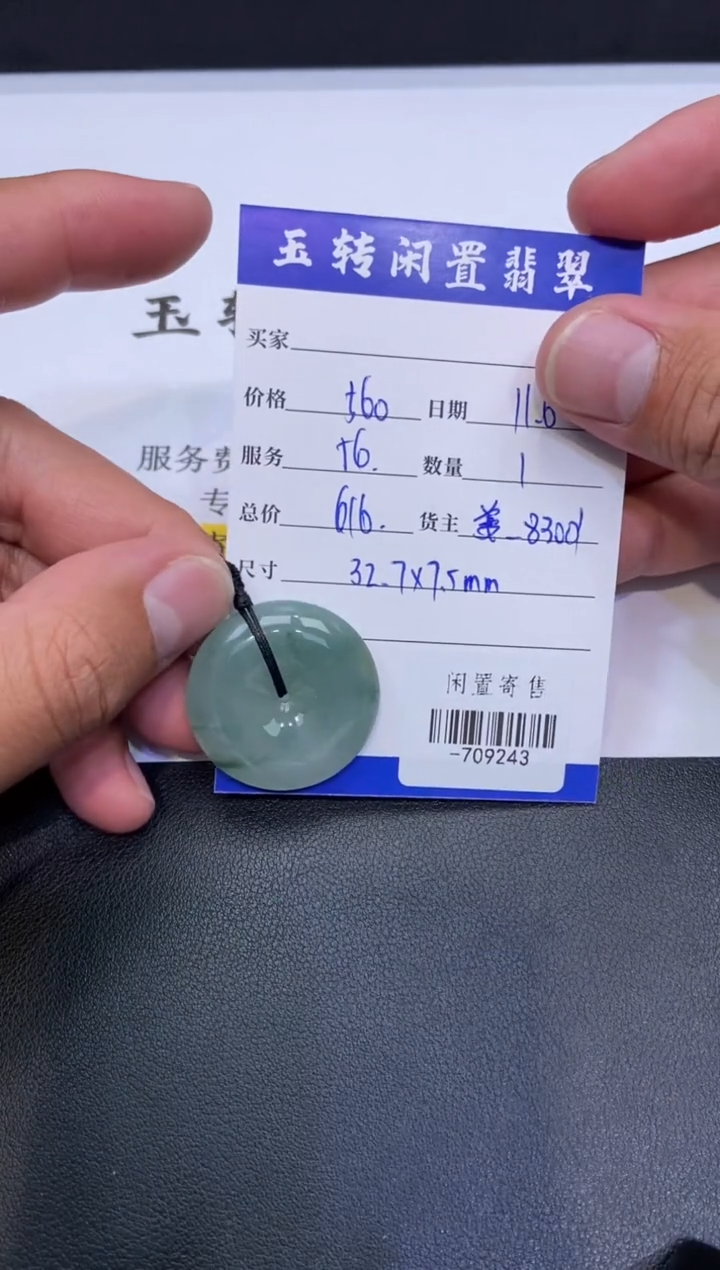 玉转闲置翡翠
玉
买家
价格 560 日期 11.6
服务费
服务 56. 数量 1
专
总价 616. 货主
尺寸 32.7x7.5mm
闲置寄售
-709243